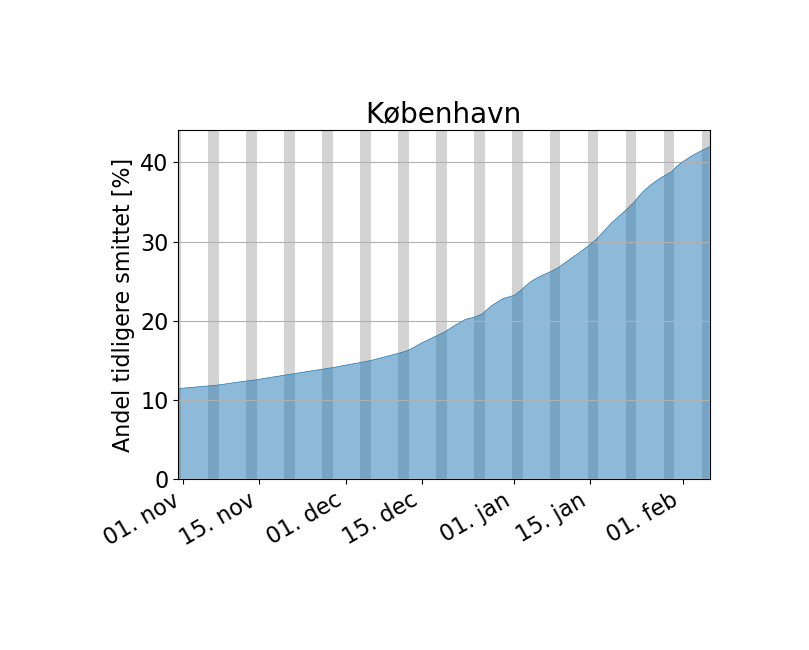 København
Andel tidligere smittet [%]
40
30
20
10
0
01. nov
15. nov
01. dec
15. dec
01. jan
15. jan
01. feb